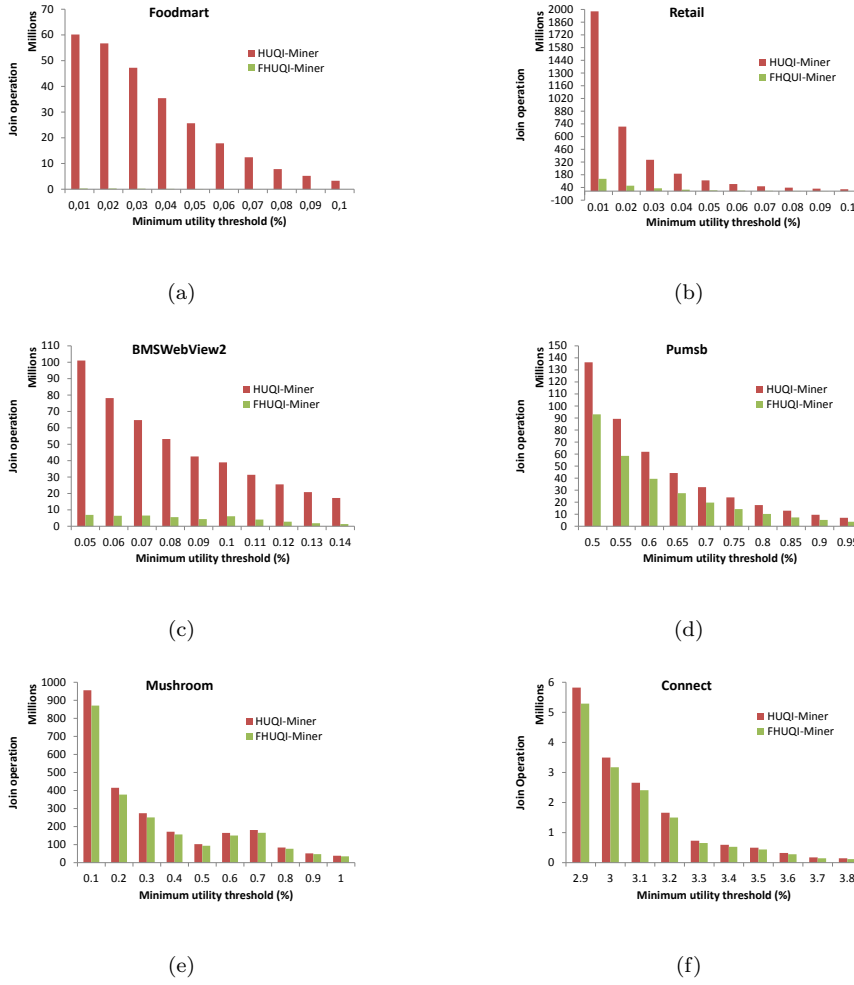 Foodmart
Millions
Join operation
70
60
50
40
30
20
10
0
HUQI-Miner
FHUQI-Miner
0,01 0,02 0,03 0,04 0,05 0,06 0,07 0,08 0,09 0,1
Minimum utility threshold (%)
(a)
Retail
Millions
Join operation
2000
1860
1720
1580
1440
1300
1160
1020
880
740
600
460
320
180
40
-100
HUQI-Miner
FHQUI-Miner
0.01 0.02 0.03 0.04 0.05 0.06 0.07 0.08 0.09 0.1
Minimum utility threshold (%)
(b)
BMSWebView2
Millions
Join operation
110
100
90
80
70
60
50
40
30
20
10
0
HUQI-Miner
FHUQI-Miner
0.05 0.06 0.07 0.08 0.09 0.1 0.11 0.12 0.13 0.14
Minimum utility threshold (%)
(c)
Pumsb
Millions
Join operation
150
140
130
120
110
100
90
80
70
60
50
40
30
20
10
0
HUQI-Miner
FHUQI-Miner
0.5 0.55 0.6 0.65 0.7 0.75 0.8 0.85 0.9 0.95
Minimum utility threshold (%)
(d)
Mushroom
Millions
Join operation
1000
900
800
700
600
500
400
300
200
100
0
HUQI-Miner
FHUQI-Miner
0.1 0.2 0.3 0.4 0.5 0.6 0.7 0.8 0.9 1
Minimum utility threshold (%)
(e)
Connect
Millions
Join Operation
6
5
4
3
2
1
0
HUQI-Miner
FHUQI-Miner
2.9 3 3.1 3.2 3.3 3.4 3.5 3.6 3.7 3.8
Minimum utility threshold (%)
(f)